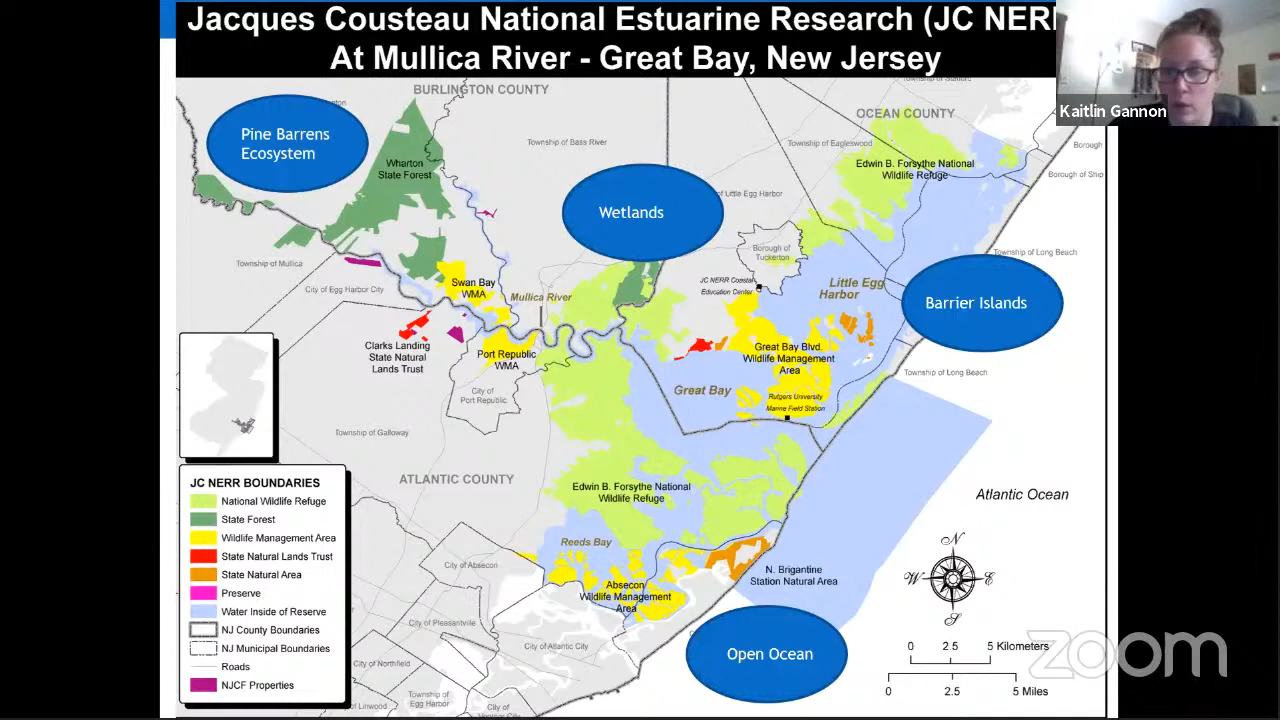 Jacques Cousteau National Estuarine Research (JC NERR
At Mullica River - Great Bay, New Jersey
Kaitlin Gannon
BURLINGTON COUNTY
OCEAN COUNTY
Pine Barrens
Ecosystem
Wharton
State Forest
Township of Bass River
Township of Eagleswood
Edwin B. Forsythe National
Wildlife Refuge
Borough
Borough of Ship
Wetlands
of Little Egg Harbor
Borough of
Tuckerton
Township of Long Beach
Township of Mullica
City of Egg Harbor City
Swan Bay
WMA
Mullica River
JC NERR Coastal
Education Center
Little Egg
Harbor
Barrier Islands
Clarks Landing
State Natural
Lands Trust
Port Republic
WMA
City of
Port Republic
Great Bay Blvd.
Wildlife Management
Area
Great Bay
Rutgers University
Marine Field Station
Township of Long Beach
Township of Galloway
ATLANTIC COUNTY
Edwin B. Forsythe National
Wildlife Refuge
Atlantic Ocean
Reeds Bay
City of Absecon
Absecon
Wildlife Management
Area
N. Brigantine
Station Natural Area
City of Pleasantville
City of Atlantic City
City of Northfield
Township of
Egg Harbor
of Linwood
Open Ocean
JC NERR BOUNDARIES
National Wildlife Refuge
State Forest
Wildlife Management Area
State Natural Lands Trust
State Natural Area
Preserve
Water Inside of Reserve
NJ County Boundaries
NJ Municipal Boundaries
Roads
NJCF Properties
N
W E
S
0 2.5 5 Kilometers
0 2.5 5 Miles
zoom